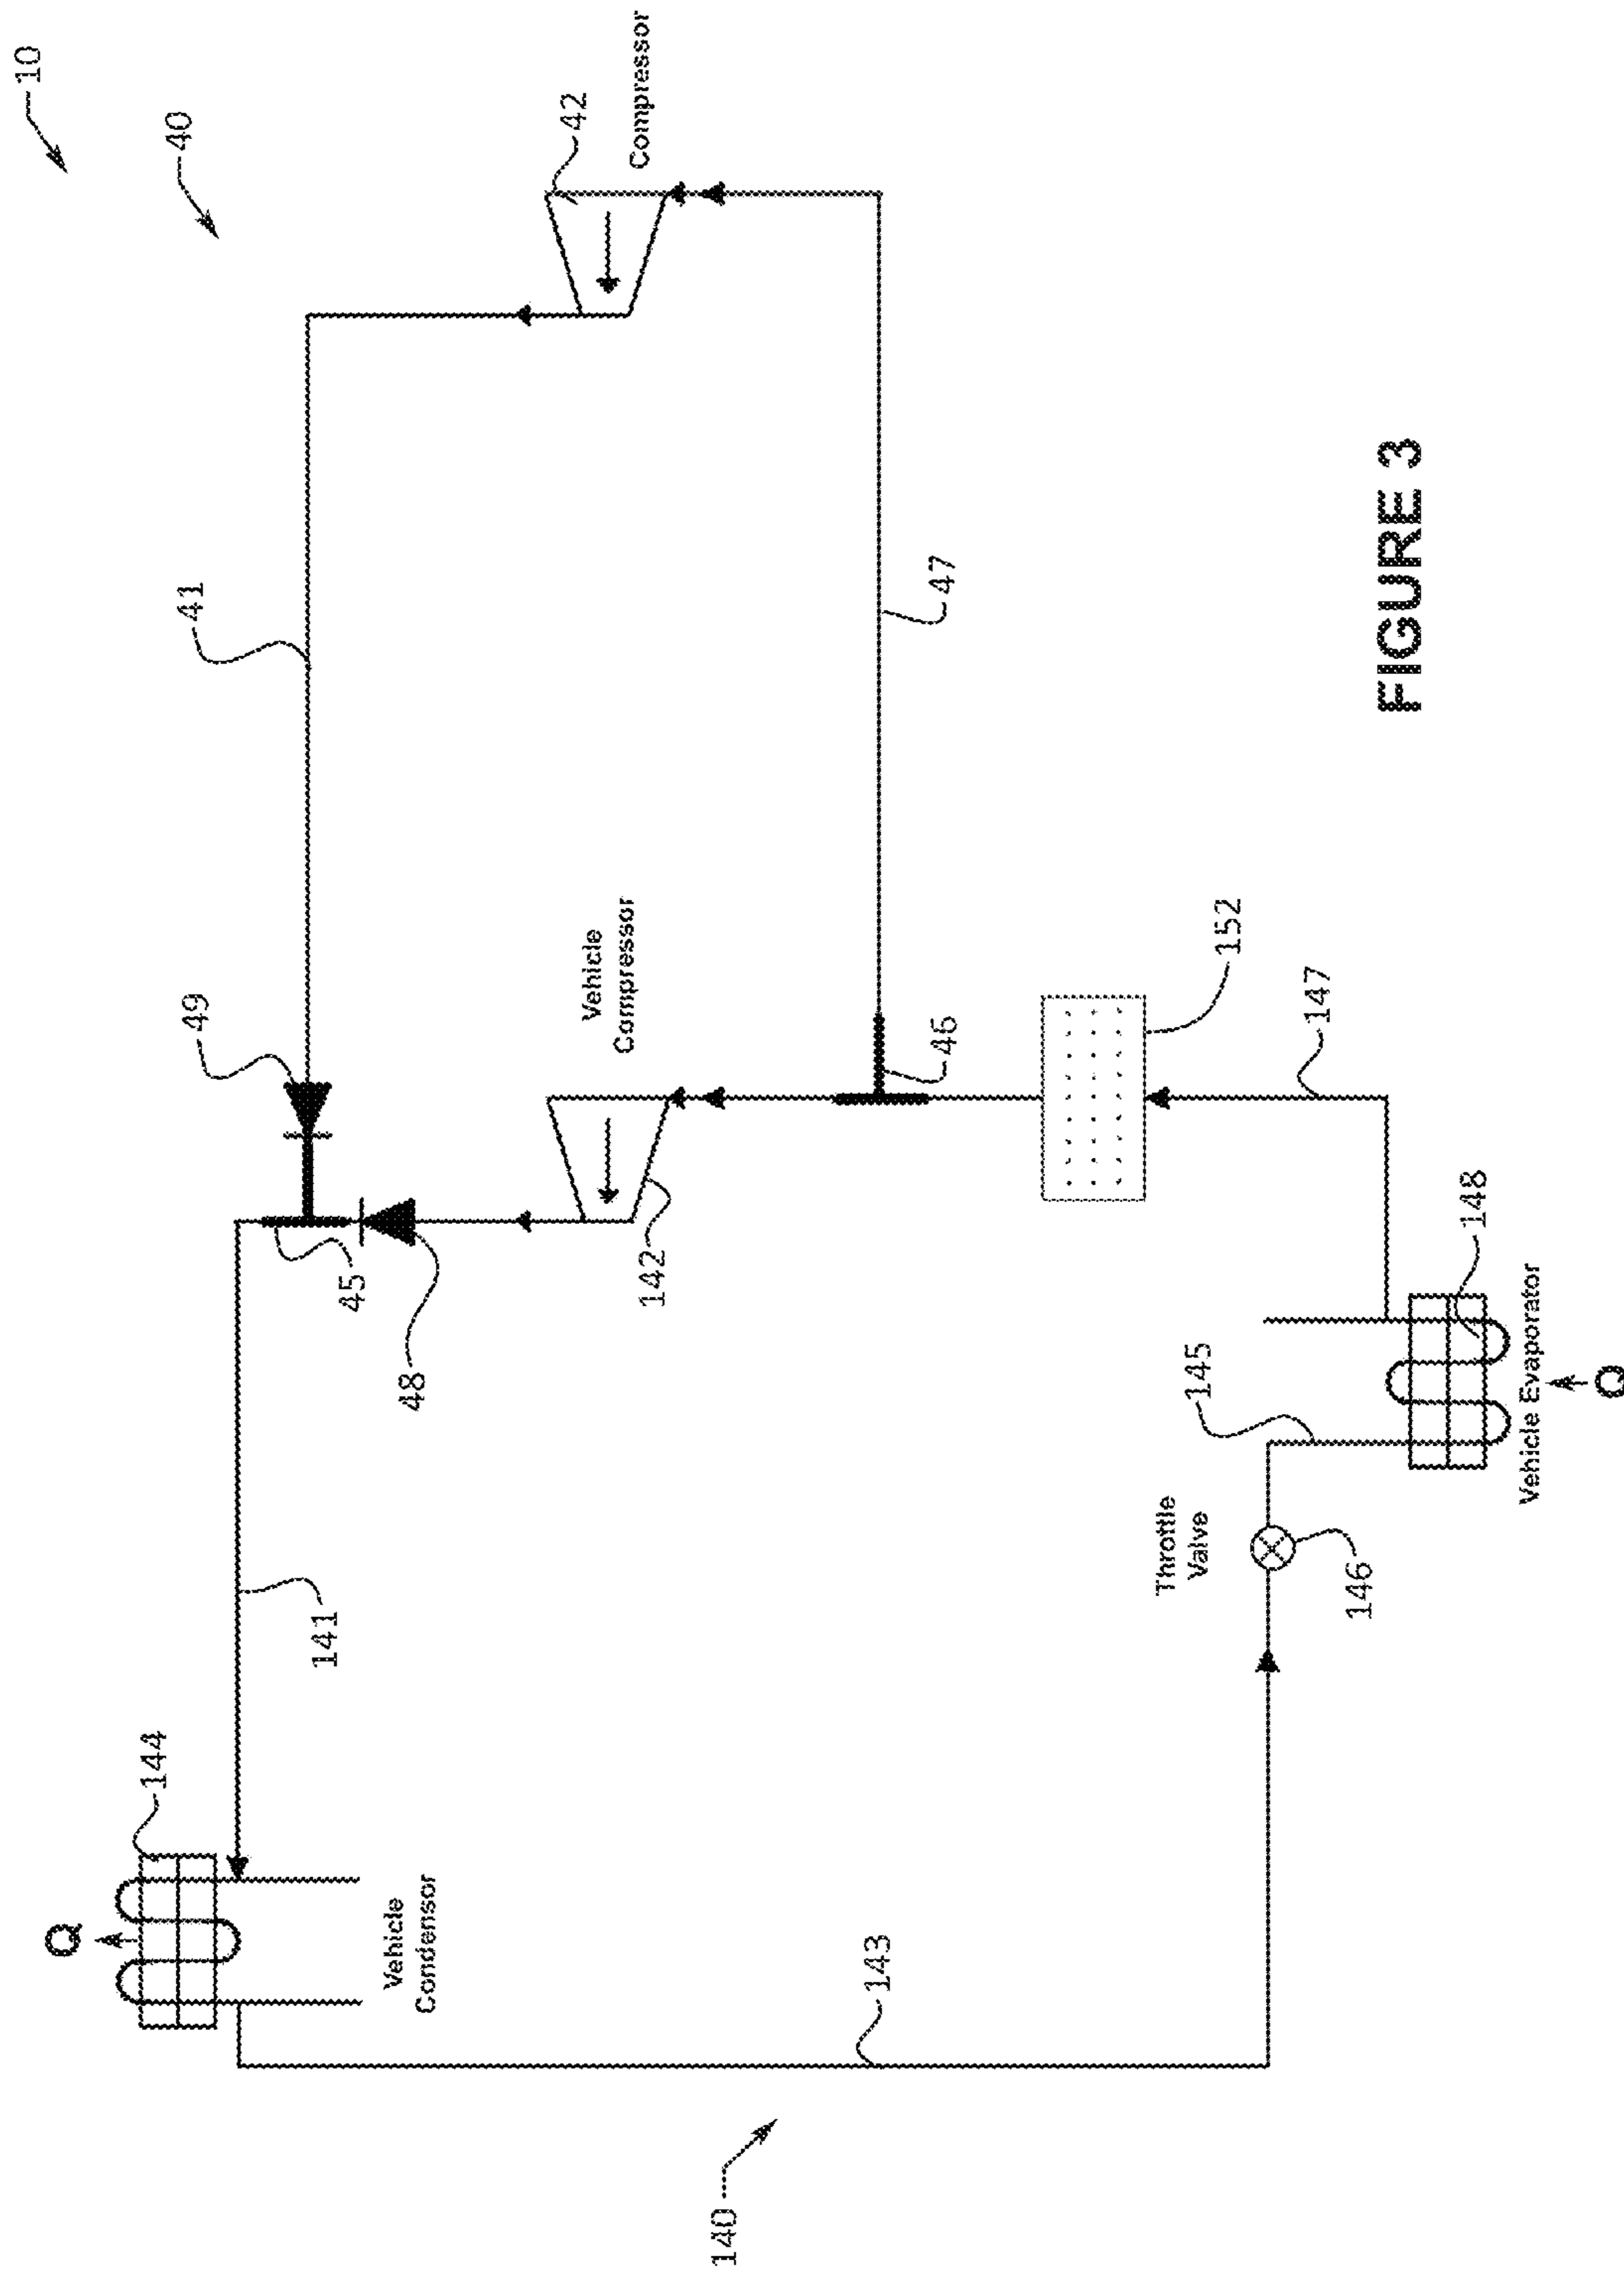 10
40
42
Compressor
41
47
FIGURE 3
49
Vehicle
Compressor
152
46
147
45
142
48
148
145
Vehicle Evaporator
Q
Throttle
Valve
146
141
144
Q
Vehicle
Condensor
143
140